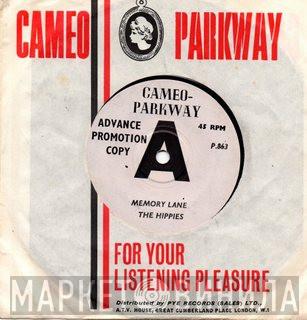 CAMEO PARKWAY
CAMEO-
PARKWAY
ADVANCE
PROMOTION
COPY
45 RPM
A
P.863
MEMORY LANE
THE HIPPIES
FOR YOUR
LISTENING PLEASURE
Distributed by PYE RECORDS (SALES) LTD.,
A.T.V. HOUSE, GREAT CUMBERLAND PLACE LONDON, W.1